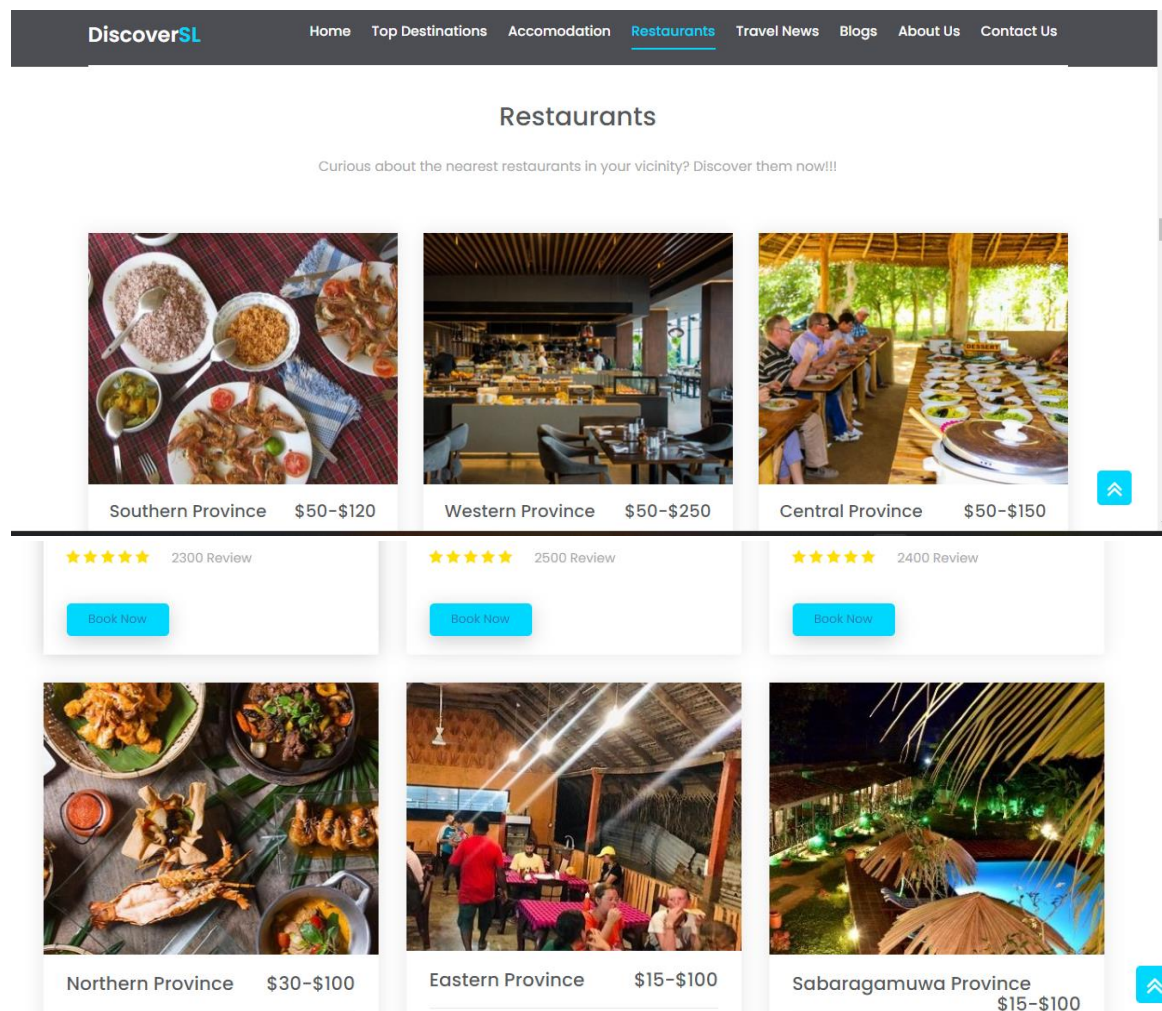 DiscoverSL Home Top Destinations Accomodation Restaurants Travel News Blogs About Us Contact Us
Restaurants
Curious about the nearest restaurants in your vicinity? Discover them now!!!
DESSERT
Southern Province $50-$120
Western Province $50-$250
Central Province $50-$150
2300 Review
2500 Review
2400 Review
Book Now
Book Now
Book Now
Northern Province $30-$100
Eastern Province $15-$100
Sabaragamuwa Province
$15-$100